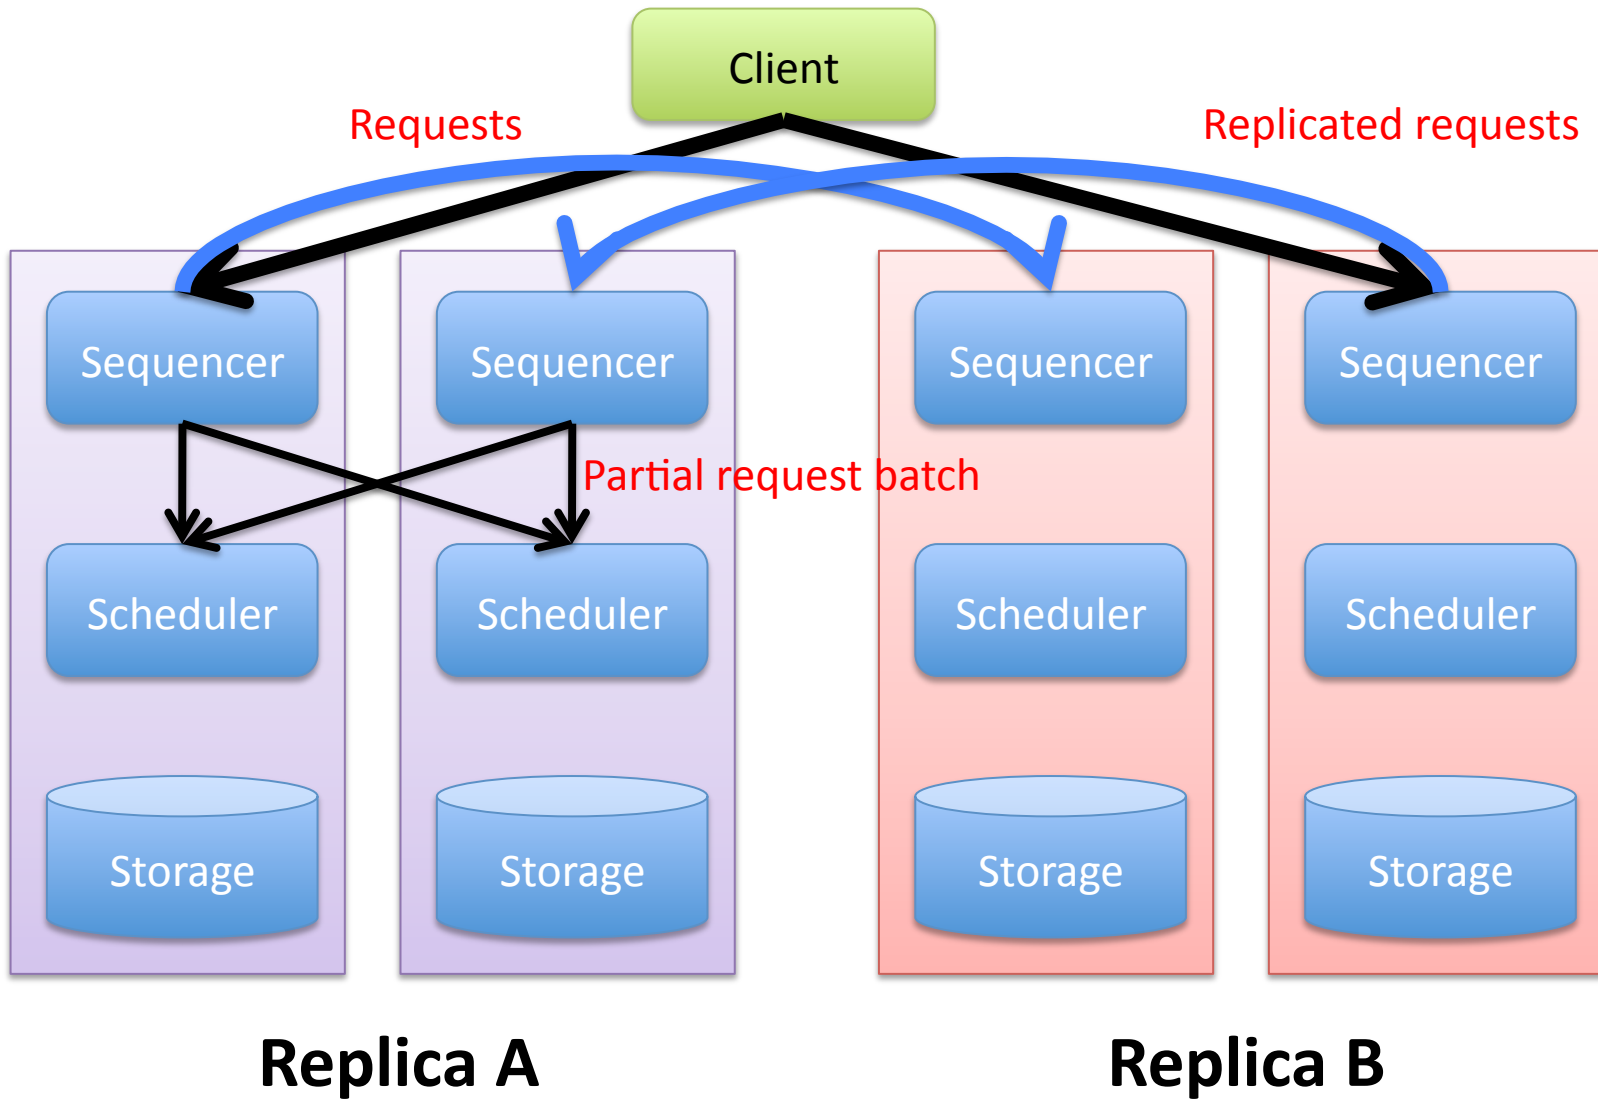 Client
Requests
Replicated requests
Sequencer
Sequencer
Sequencer
Sequencer
Partial request batch
Scheduler
Scheduler
Scheduler
Scheduler
Storage
Storage
Storage
Storage
Replica A
Replica B